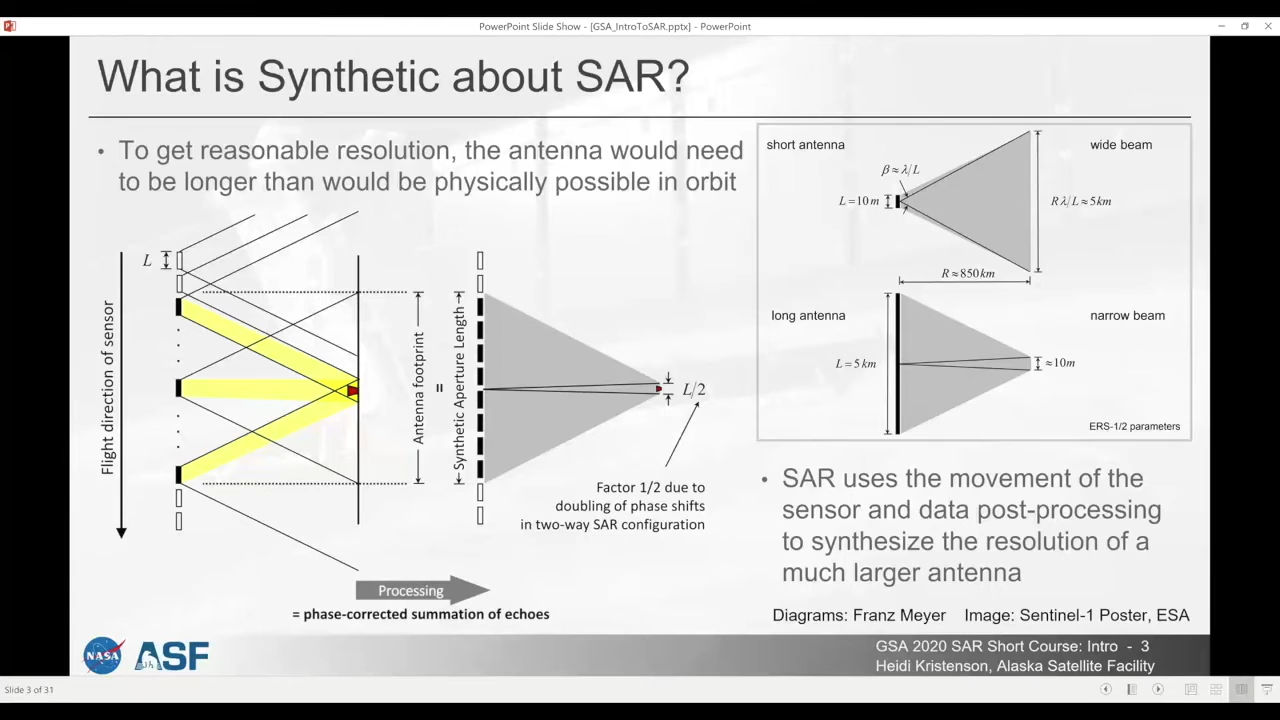 PowerPoint Slide Show - [GSA_IntroToSAR.pptx] - PowerPoint
What is Synthetic about SAR?
• To get reasonable resolution, the antenna would need
to be longer than would be physically possible in orbit
L
Flight direction of sensor
Antenna footprint
=
Synthetic Aperture Length
L/2
Factor 1/2 due to
doubling of phase shifts
in two-way SAR configuration
Processing
= phase-corrected summation of echoes
short antenna
wide beam
β ≈ λ/L
L = 10 m
R λ/L ≈ 5 km
R ≈ 850 km
long antenna
narrow beam
L = 5 km
≈ 10 m
ERS-1/2 parameters
• SAR uses the movement of the
sensor and data post-processing
to synthesize the resolution of a
much larger antenna
Diagrams: Franz Meyer Image: Sentinel-1 Poster, ESA
NASA ASF
GSA 2020 SAR Short Course: Intro - 3
Heidi Kristenson, Alaska Satellite Facility
Slide 3 of 31